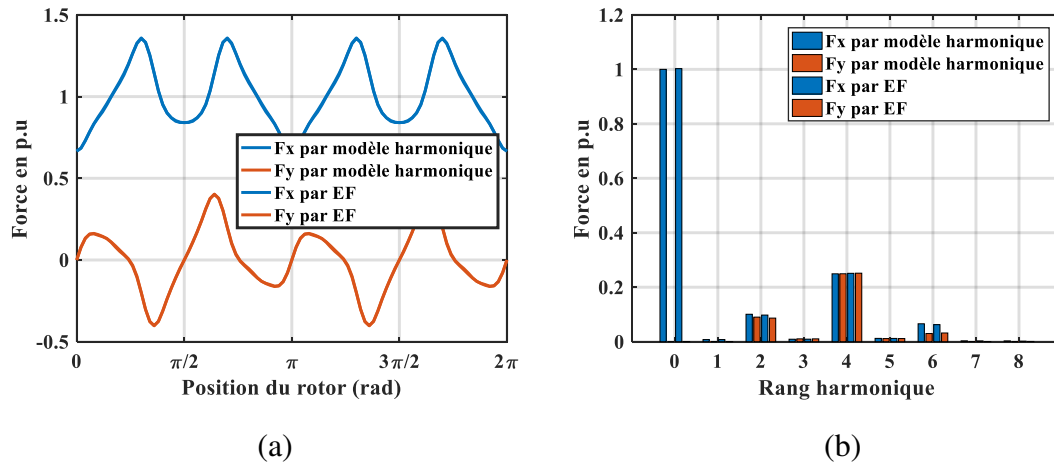 1.5
1
0.5
0
-0.5
Force en p.u
0
π/2
π
3π/2
2π
Position du rotor (rad)
Fx par modèle harmonique
Fy par modèle harmonique
Fx par EF
Fy par EF
(a)
1.2
1
0.8
0.6
0.4
0.2
0
Force en p.u
0 1 2 3 4 5 6 7 8
Rang harmonique
Fx par modèle harmonique
Fy par modèle harmonique
Fx par EF
Fy par EF
(b)